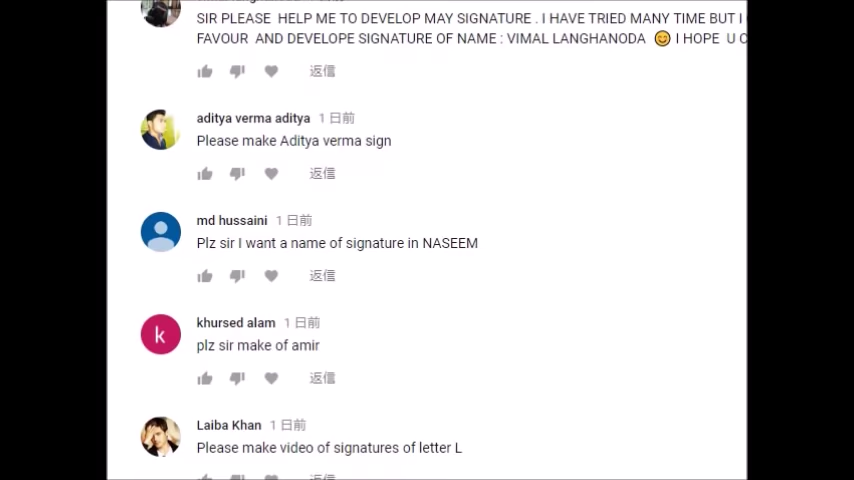 SIR PLEASE HELP ME TO DEVELOP MAY SIGNATURE . I HAVE TRIED MANY TIME BUT I
FAVOUR AND DEVELOPE SIGNATURE OF NAME : VIMAL LANGHANODA 😊 I HOPE U
返信
aditya verma aditya 1 日前
Please make Aditya verma sign
返信
md hussaini 1 日前
Plz sir I want a name of signature in NASEEM
返信
k
khursed alam 1 日前
plz sir make of amir
返信
Laiba Khan 1 日前
Please make video of signatures of letter L